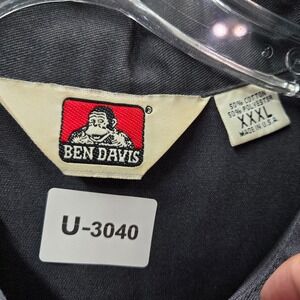 BEN DAVIS
®
50% COTTON
50% POLYESTER
XXXL
MADE IN U.S.A.
U-3040